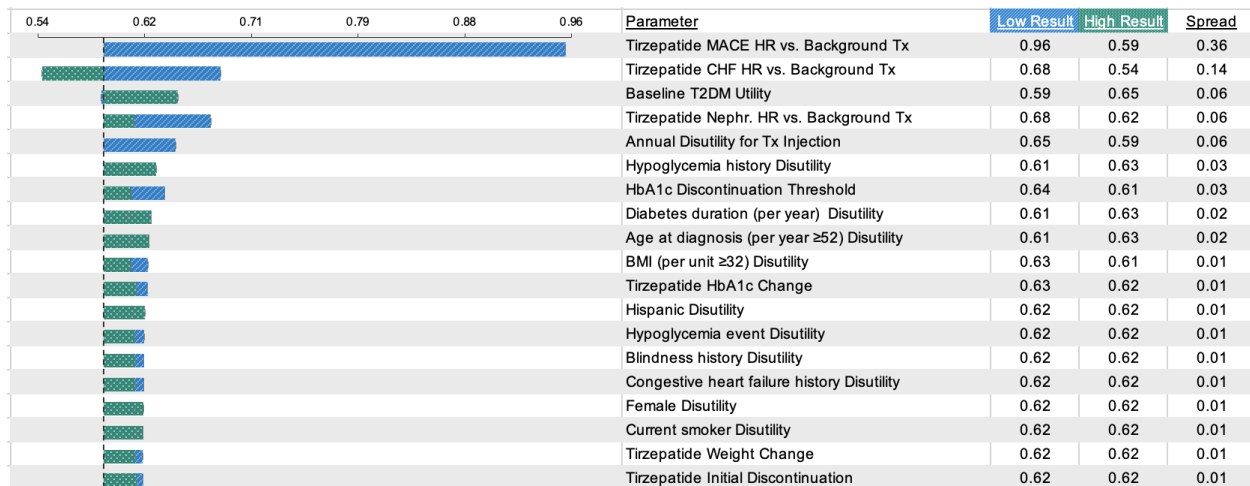 0.54 0.62 0.71 0.79 0.88 0.96 Parameter Low Result High Result Spread
Tirzepatide MACE HR vs. Background Tx 0.96 0.59 0.36
Tirzepatide CHF HR vs. Background Tx 0.68 0.54 0.14
Baseline T2DM Utility 0.59 0.65 0.06
Tirzepatide Nephr. HR vs. Background Tx 0.68 0.62 0.06
Annual Disutility for Tx Injection 0.65 0.59 0.06
Hypoglycemia history Disutility 0.61 0.63 0.03
HbA1c Discontinuation Threshold 0.64 0.61 0.03
Diabetes duration (per year) Disutility 0.61 0.63 0.02
Age at diagnosis (per year ≥52) Disutility 0.61 0.63 0.02
BMI (per unit ≥32) Disutility 0.63 0.61 0.01
Tirzepatide HbA1c Change 0.63 0.62 0.01
Hispanic Disutility 0.62 0.62 0.01
Hypoglycemia event Disutility 0.62 0.62 0.01
Blindness history Disutility 0.62 0.62 0.01
Congestive heart failure history Disutility 0.62 0.62 0.01
Female Disutility 0.62 0.62 0.01
Current smoker Disutility 0.62 0.62 0.01
Tirzepatide Weight Change 0.62 0.62 0.01
Tirzepatide Initial Discontinuation 0.62 0.62 0.01